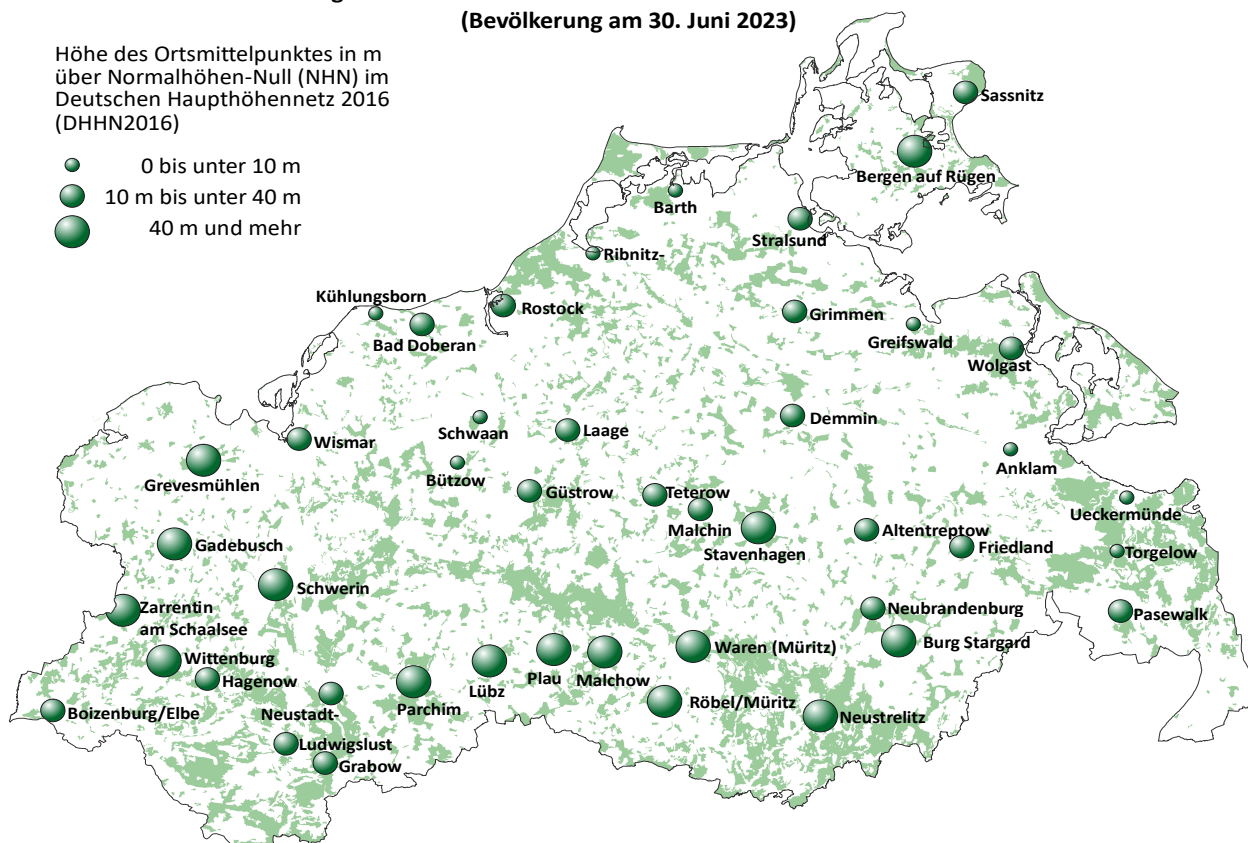 (Bevölkerung am 30. Juni 2023)
Höhe des Ortsmittelpunktes in m
über Normalhöhen-Null (NHN) im
Deutschen Haupthöhennetz 2016
(DHHN2016)
0 bis unter 10 m
10 m bis unter 40 m
40 m und mehr
Sassnitz
Bergen auf Rügen
Barth
Stralsund
Ribnitz-
Kühlungsborn
Rostock
Grimmen
Bad Doberan
Greifswald
Wolgast
Schwaan
Laage
Demmin
Wismar
Anklam
Bützow
Grevesmühlen
Güstrow
Teterow
Ueckermünde
Malchin
Altentreptow
Stavenhagen
Gadebusch
Friedland
Torgelow
Schwerin
Zarrentin
am Schaalsee
Neubrandenburg
Pasewalk
Burg Stargard
Waren (Müritz)
Wittenburg
Plau
Malchow
Hagenow
Lübz
Parchim
Röbel/Müritz
Boizenburg/Elbe
Neustadt-
Neustrelitz
Ludwigslust
Grabow